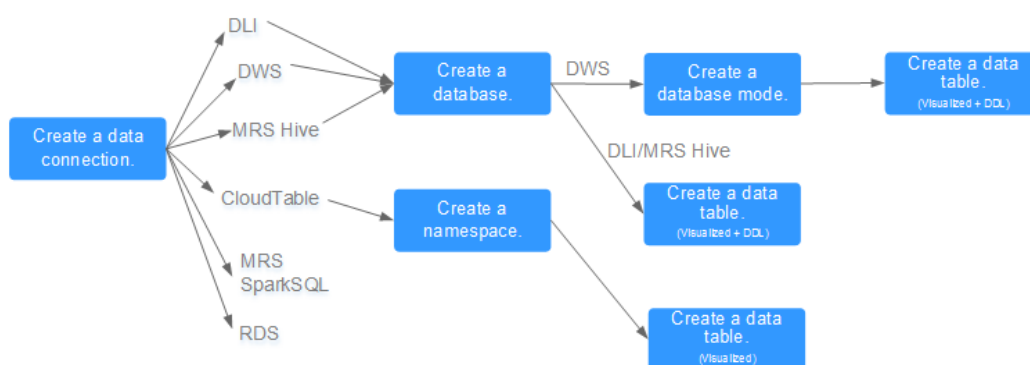 DLI
DWS
MRS Hive
CloudTable
MRS
SparkSQL
RDS
Create a data
connection.
Create a
database.
DWS
Create a
database mode.
Create a data
table.
(Visualized + DDL)
DLI/MRS Hive
Create a data
table.
(Visualized + DDL)
Create a
namespace.
Create a data
table.
(Visualized)